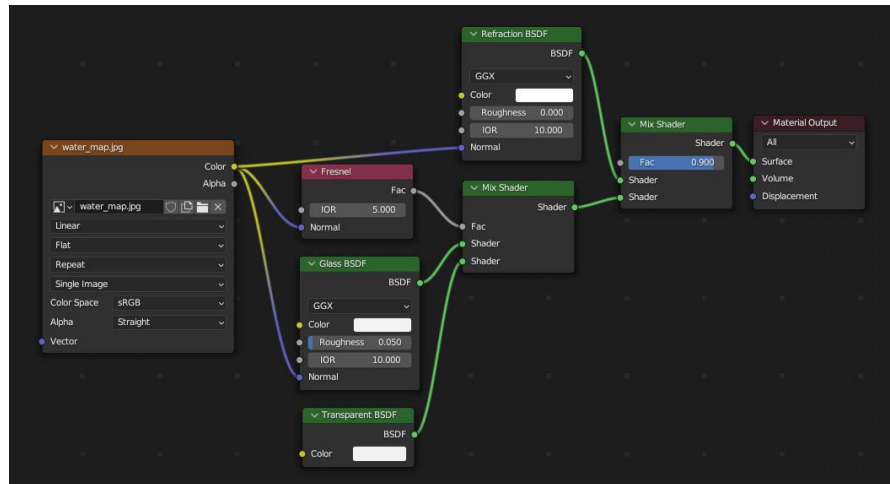 water_map.jpg
Color
Alpha
water_map.jpg
Linear
Flat
Repeat
Single Image
Color Space sRGB
Alpha Straight
Vector
Fresnel
Fac
IOR 5.000
Normal
Glass BSDF
BSDF
GGX
Color
Roughness 0.050
IOR 10.000
Normal
Transparent BSDF
BSDF
Color
Refraction BSDF
BSDF
GGX
Color
Roughness 0.000
IOR 10.000
Normal
Mix Shader
Shader
Fac
Shader
Shader
Mix Shader
Shader
Fac 0.900
Shader
Shader
Material Output
All
Surface
Volume
Displacement